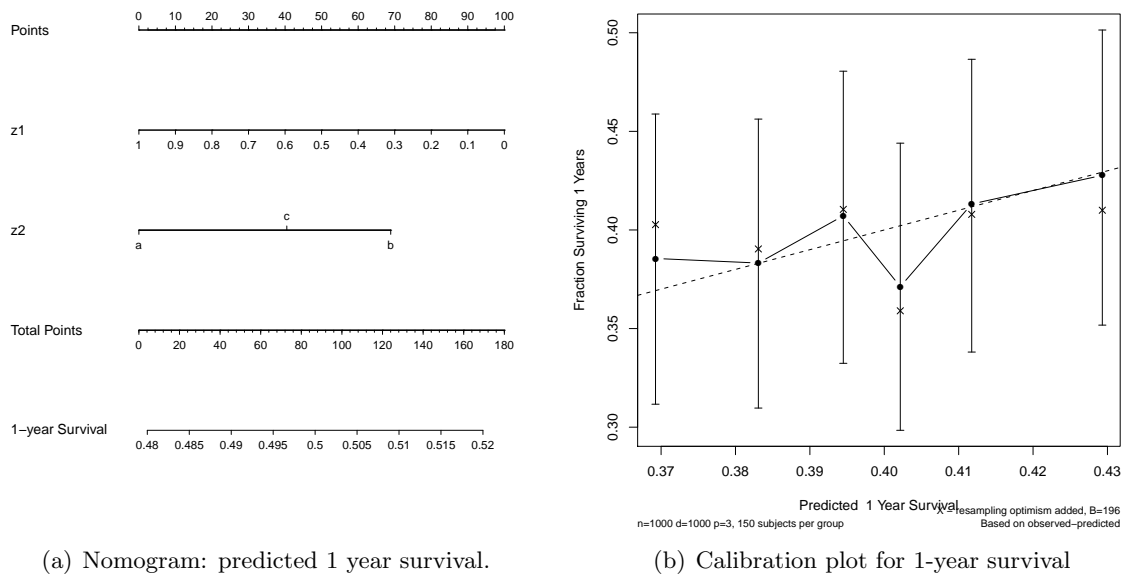 0 10 20 30 40 50 60 70 80 90 100
Points
z1
1 0.9 0.8 0.7 0.6 0.5 0.4 0.3 0.2 0.1 0
c
z2
a b
Total Points
0 20 40 60 80 100 120 140 160 180
1−year Survival
0.48 0.485 0.49 0.495 0.5 0.505 0.51 0.515 0.52
(a) Nomogram: predicted 1 year survival.
Fraction Surviving 1 Years
0.50
0.45
0.40
0.35
0.30
0.37 0.38 0.39 0.40 0.41 0.42 0.43
Predicted 1 Year Survival
X − resampling optimism added, B=196
n=1000 d=1000 p=3, 150 subjects per group
Based on observed−predicted
(b) Calibration plot for 1-year survival